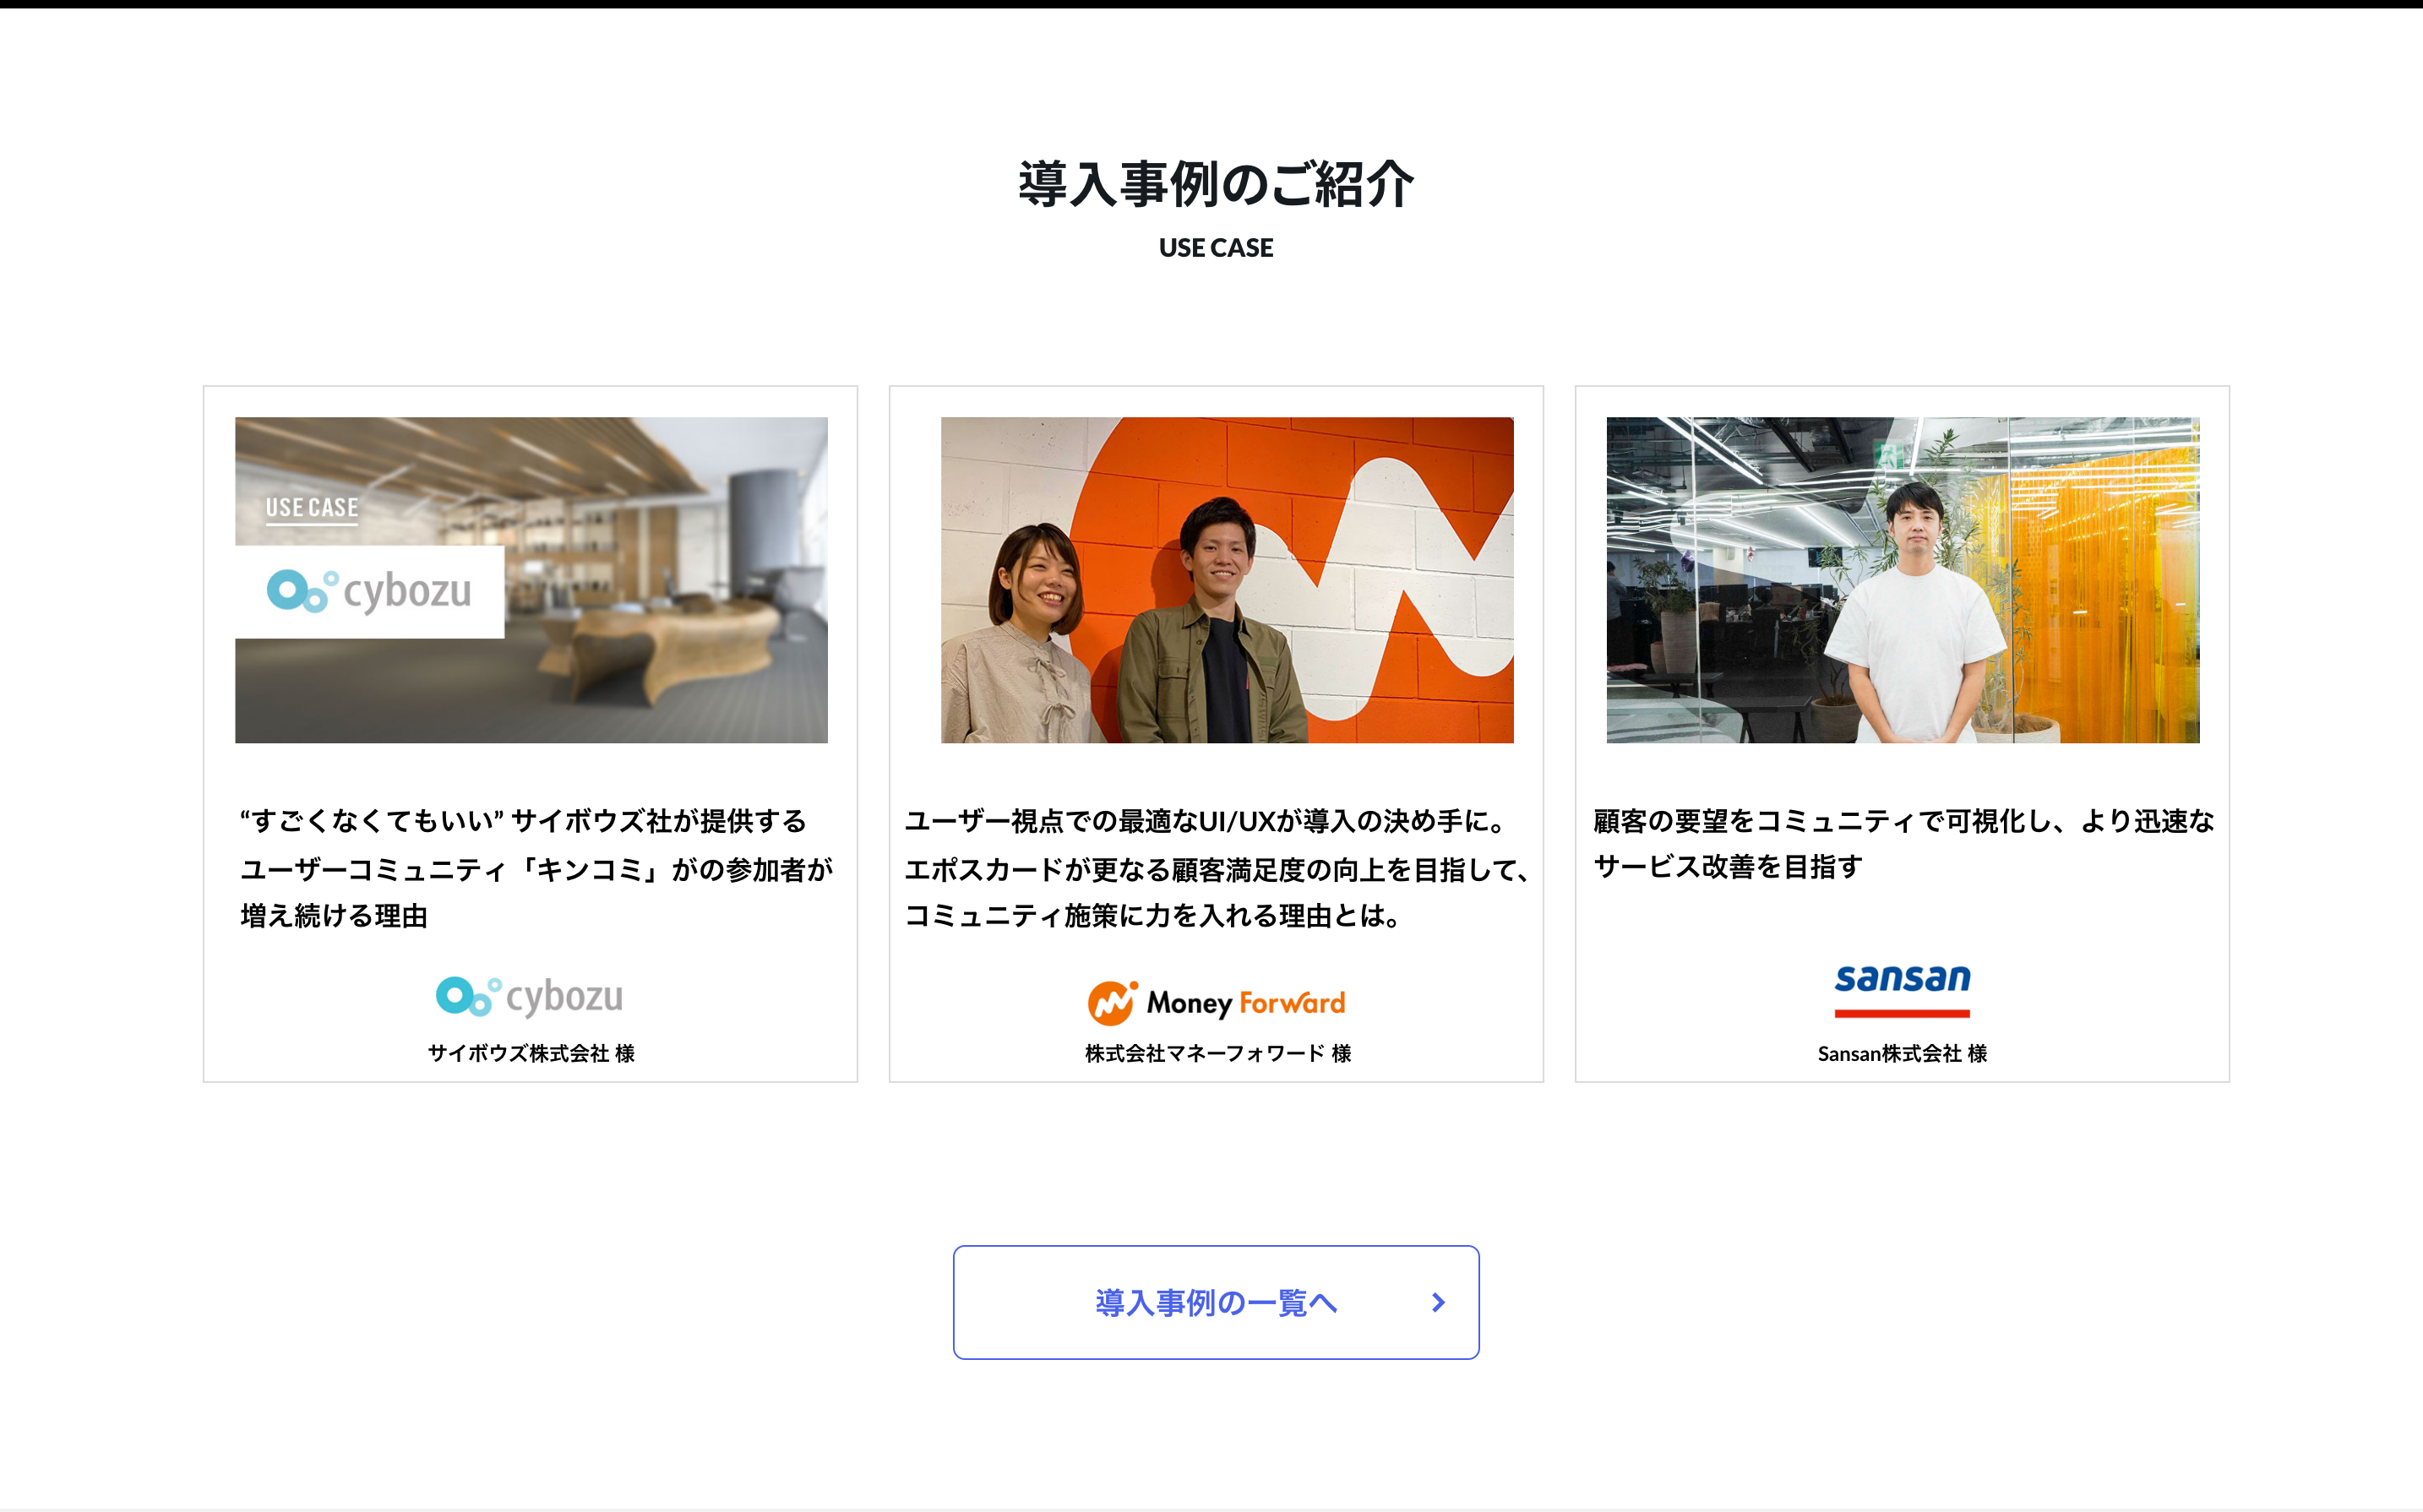 導入事例のご紹介
USE CASE
USE CASE
cybozu
“すごくなくてもいい” サイボウズ社が提供する
ユーザーコミュニティ「キンコミ」がの参加者が
増え続ける理由
cybozu
サイボウズ株式会社 様
ユーザー視点での最適なUI/UXが導入の決め手に。
エポスカードが更なる顧客満足度の向上を目指して、
コミュニティ施策に力を入れる理由とは。
Money Forward
株式会社マネーフォワード 様
顧客の要望をコミュニティで可視化し、より迅速な
サービス改善を目指す
sansan
Sansan株式会社 様
導入事例の一覧へ